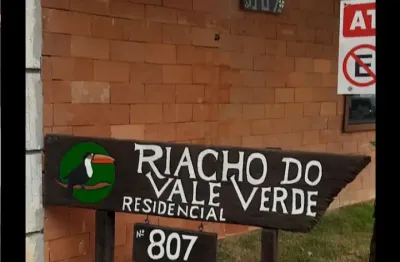 AT
E
RIACHO DO
VALE VERDE
RESIDENCIAL
Nº 807